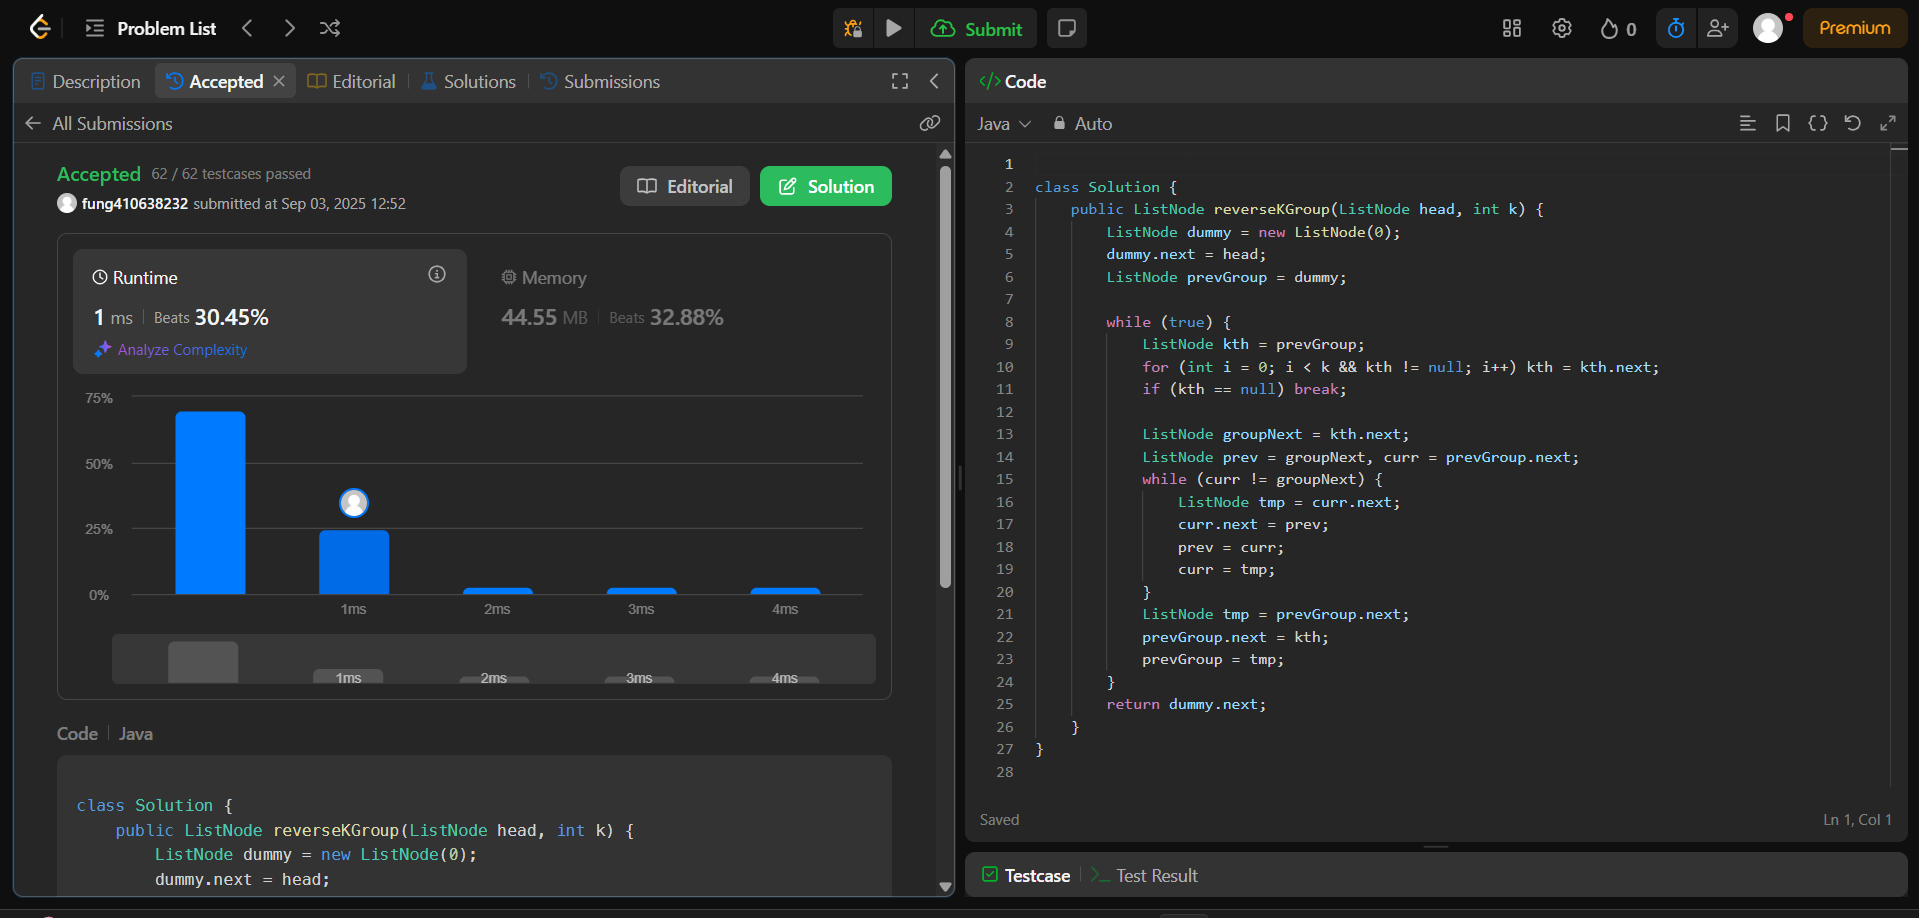 Problem List
Submit
0
Premium
Description
Accepted
Editorial
Solutions
Submissions
All Submissions
Accepted 62 / 62 testcases passed
fung410638232 submitted at Sep 03, 2025 12:52
Editorial
Solution
Runtime
1 ms Beats 30.45%
Analyze Complexity
Memory
44.55 MB Beats 32.88%
75%
50%
25%
0%
1ms 2ms 3ms 4ms
1ms 2ms 3ms 4ms
Code Java
class Solution {
    public ListNode reverseKGroup(ListNode head, int k) {
        ListNode dummy = new ListNode(0);
        dummy.next = head;
</> Code
Java
Auto
1
2 class Solution {
3     public ListNode reverseKGroup(ListNode head, int k) {
4         ListNode dummy = new ListNode(0);
5         dummy.next = head;
6         ListNode prevGroup = dummy;
7
8         while (true) {
9             ListNode kth = prevGroup;
10             for (int i = 0; i < k && kth != null; i++) kth = kth.next;
11             if (kth == null) break;
12
13             ListNode groupNext = kth.next;
14             ListNode prev = groupNext, curr = prevGroup.next;
15             while (curr != groupNext) {
16                 ListNode tmp = curr.next;
17                 curr.next = prev;
18                 prev = curr;
19                 curr = tmp;
20             }
21             ListNode tmp = prevGroup.next;
22             prevGroup.next = kth;
23             prevGroup = tmp;
24         }
25         return dummy.next;
26     }
27 }
28
Saved
Ln 1, Col 1
Testcase
Test Result